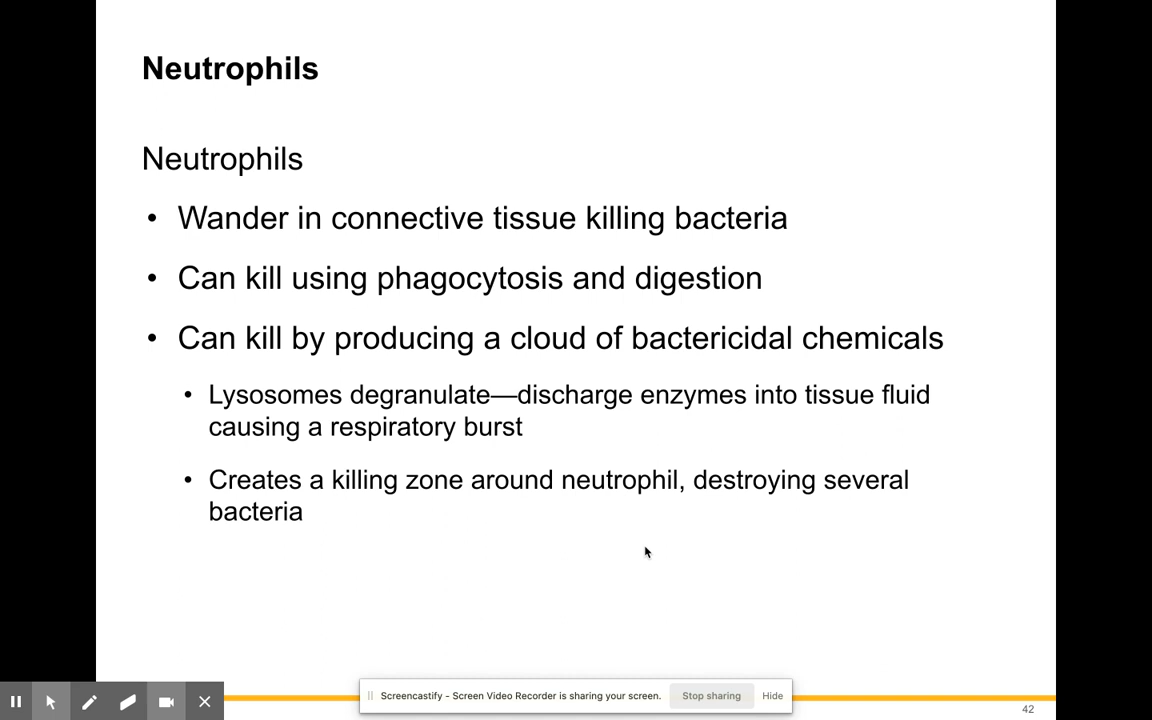 Neutrophils
Neutrophils
• Wander in connective tissue killing bacteria
• Can kill using phagocytosis and digestion
• Can kill by producing a cloud of bactericidal chemicals
• Lysosomes degranulate—discharge enzymes into tissue fluid
causing a respiratory burst
• Creates a killing zone around neutrophil, destroying several
bacteria
Screencastify - Screen Video Recorder is sharing your screen. Stop sharing Hide
42